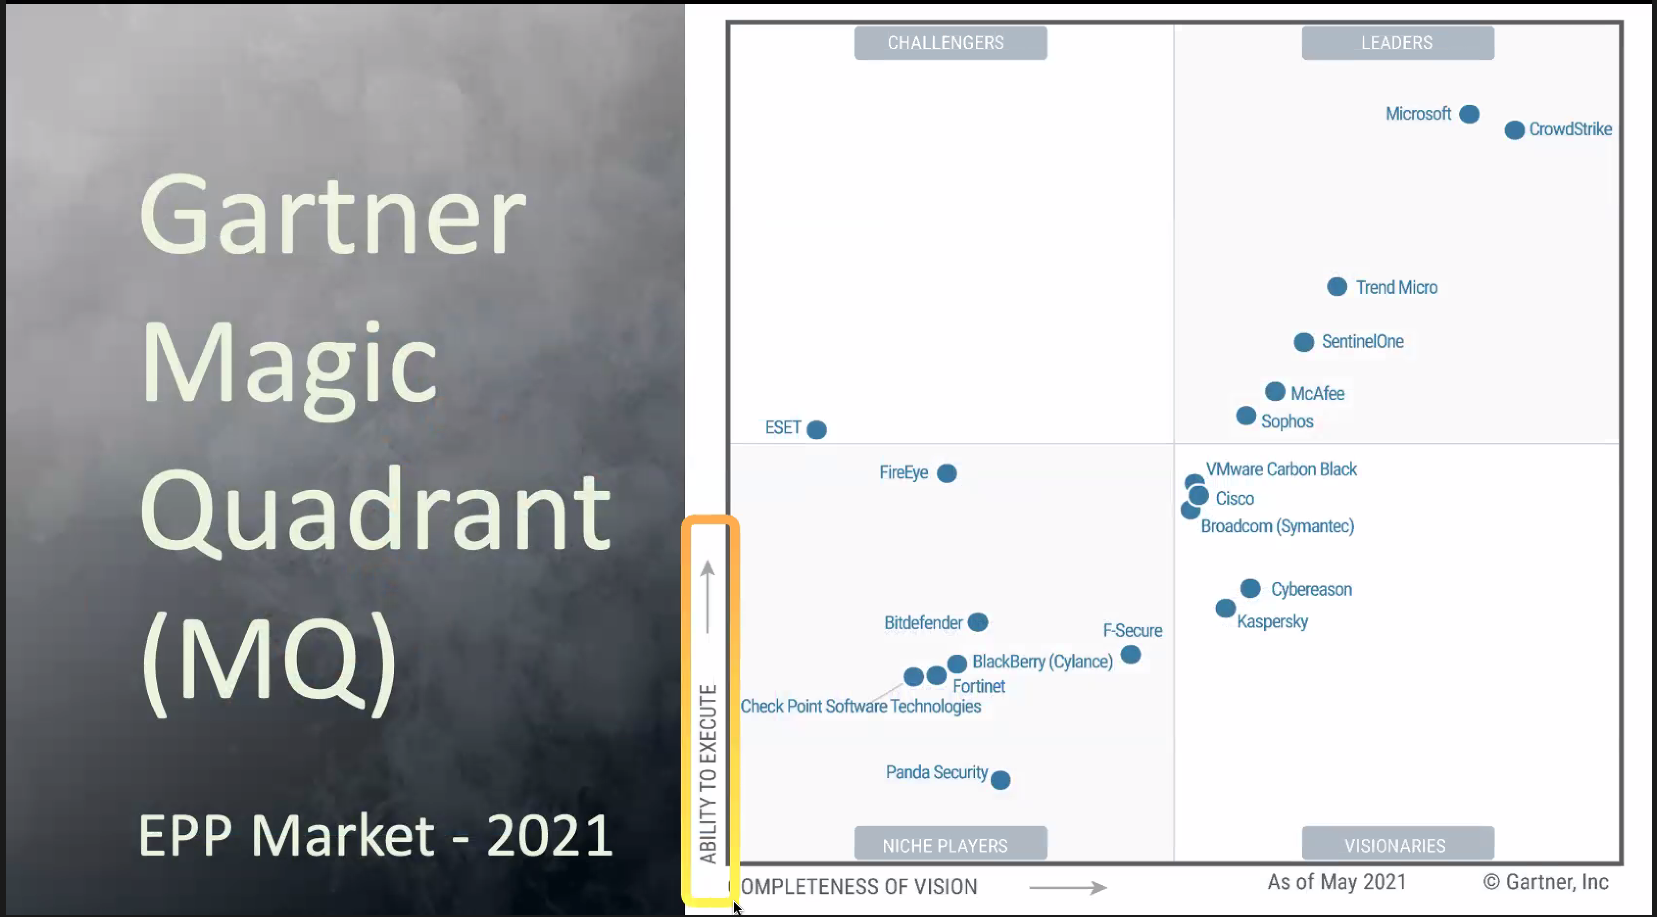 Gartner
Magic
Quadrant
(MQ)
EPP Market - 2021
CHALLENGERS
LEADERS
Microsoft
CrowdStrike
Trend Micro
SentinelOne
McAfee
Sophos
ESET
FireEye
VMware Carbon Black
Cisco
Broadcom (Symantec)
Cybereason
Kaspersky
Bitdefender
F-Secure
BlackBerry (Cylance)
Fortinet
Check Point Software Technologies
Panda Security
NICHE PLAYERS
VISIONARIES
ABILITY TO EXECUTE
COMPLETENESS OF VISION
As of May 2021
© Gartner, Inc